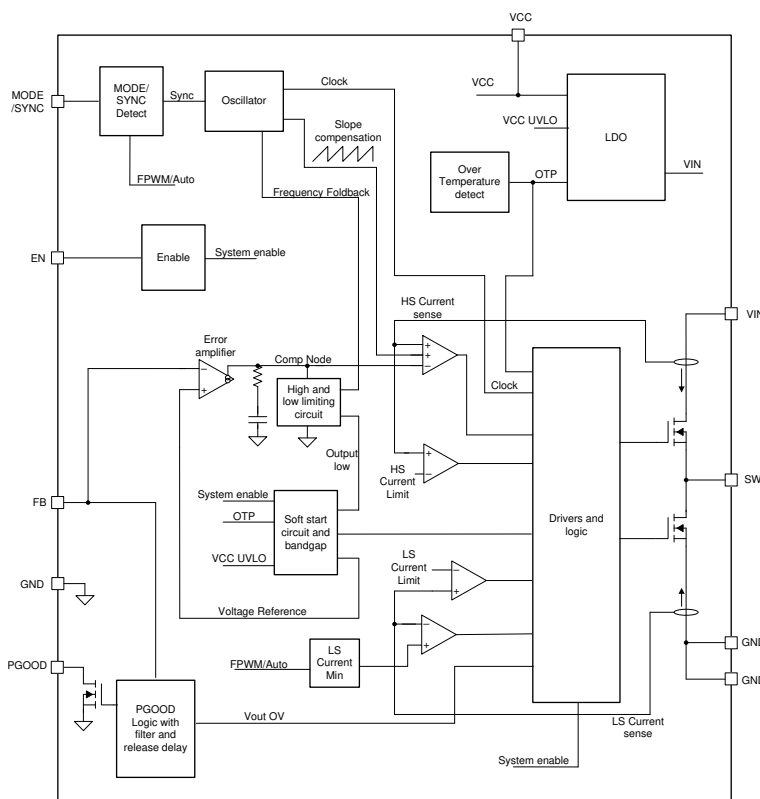 VCC
MODE
/SYNC
MODE/
SYNC
Detect
Sync
Oscillator
Clock
Slope
compensation
FPWM/Auto
Frequency Foldback
VCC
VCC UVLO
LDO
Over
Temperature
detect
OTP
VIN
EN
Enable
System enable
HS Current
sense
VIN
Error
amplifier
−
+
Comp Node
+
+
−
Clock
High and
low limiting
circuit
Output
low
+
−
HS
Current Limit
FB
System enable
OTP
VCC UVLO
Soft start
circuit and
bandgap
Drivers and
logic
SW
GND
LS
Current
Limit
−
+
Voltage Reference
−
+
PGOOD
FPWM/Auto
LS
Current
Min
GND
GND
PGOOD
Logic with
filter and
release delay
Vout OV
LS Current
sense
System enable